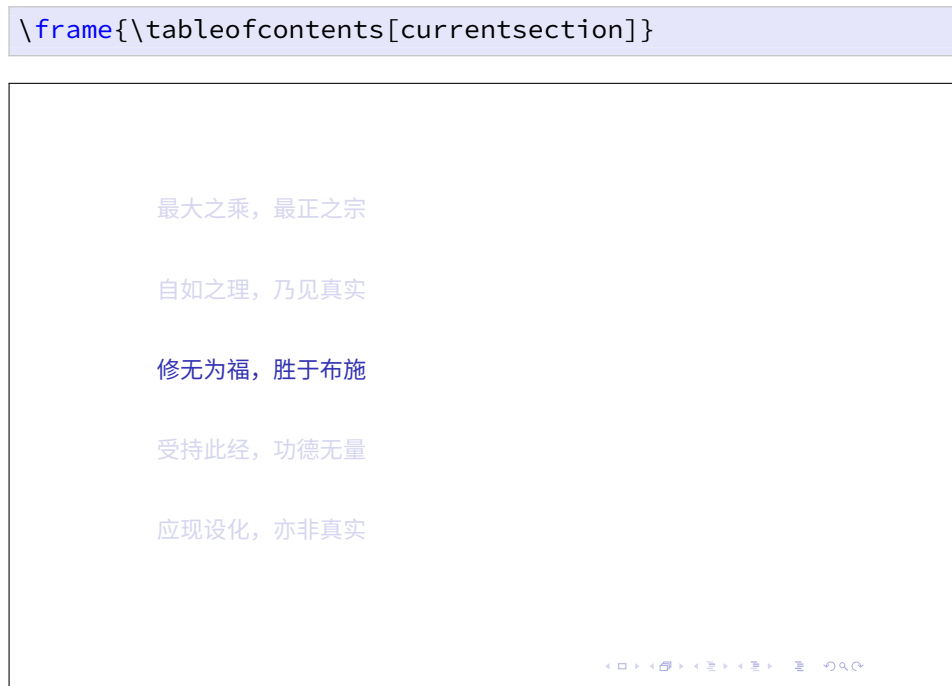 \frame{\tableofcontents[currentsection]}
最大之乘，最正之宗
自如之理，乃见真实
修无为福，胜于布施
受持此经，功德无量
应现设化，亦非真实